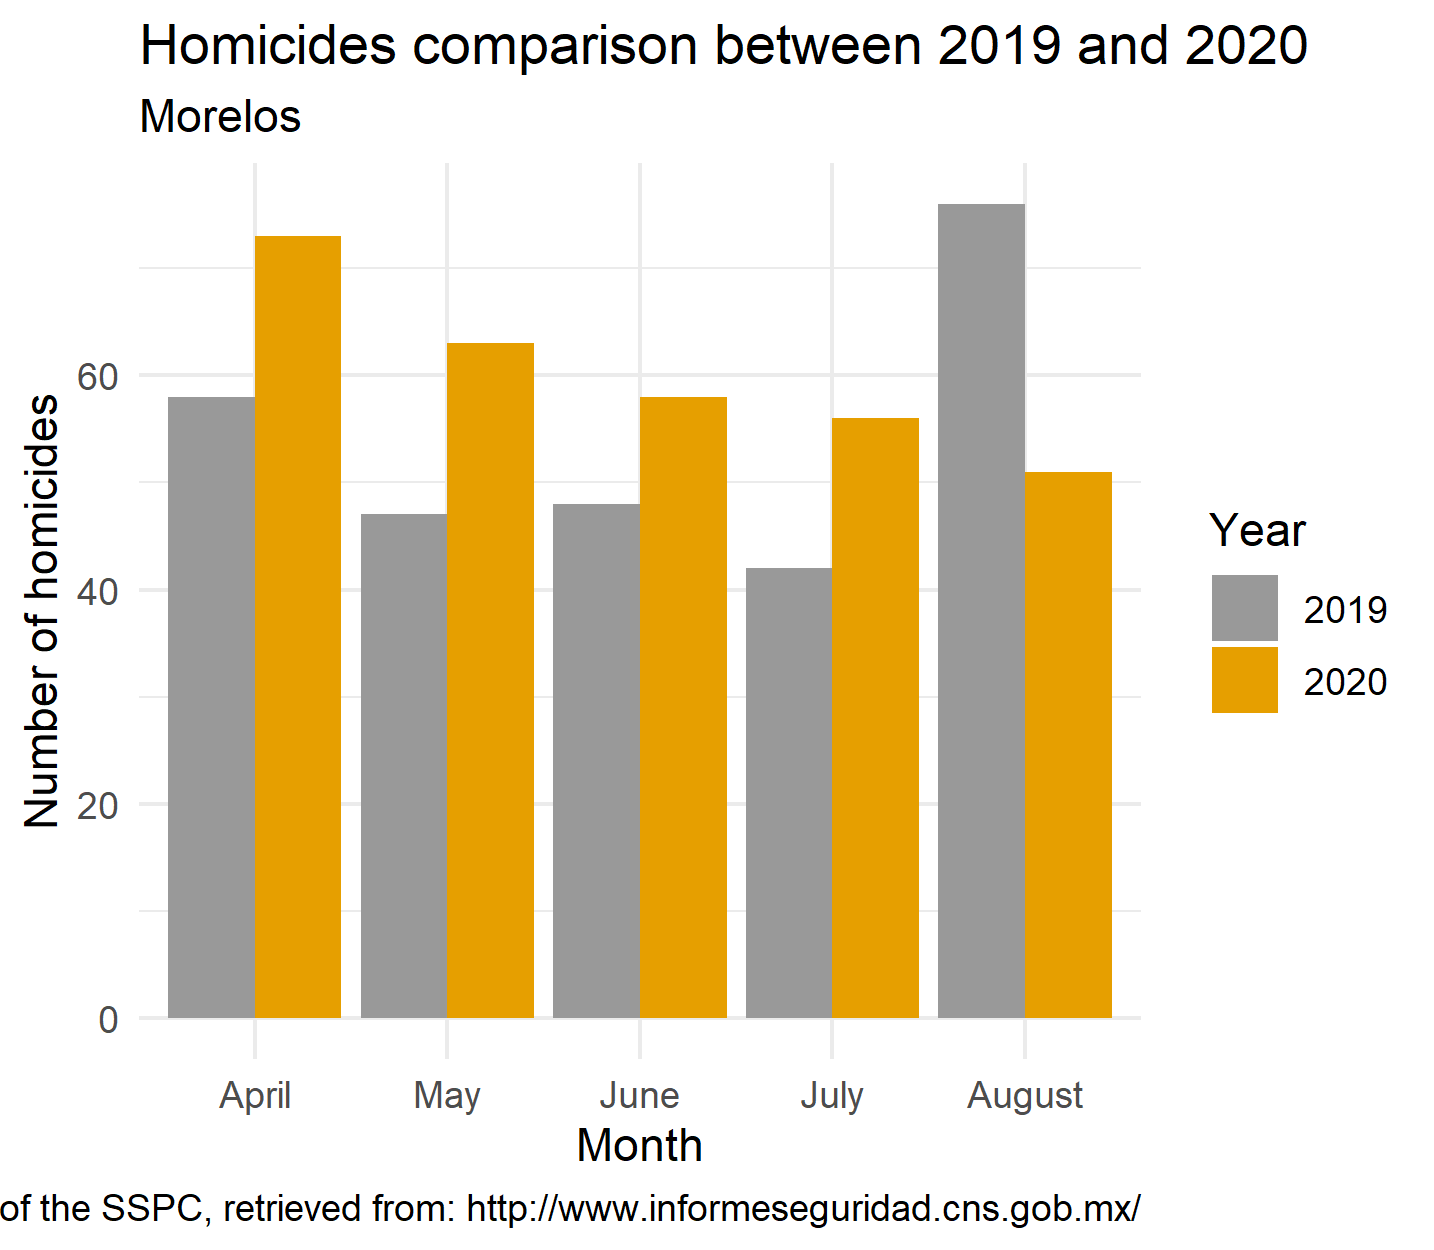 Homicides comparison between 2019 and 2020
Morelos
Number of homicides
60
40
20
0
April May June July August
Month
Year
2019
2020
of the SSPC, retrieved from: http://www.informeseguridad.cns.gob.mx/